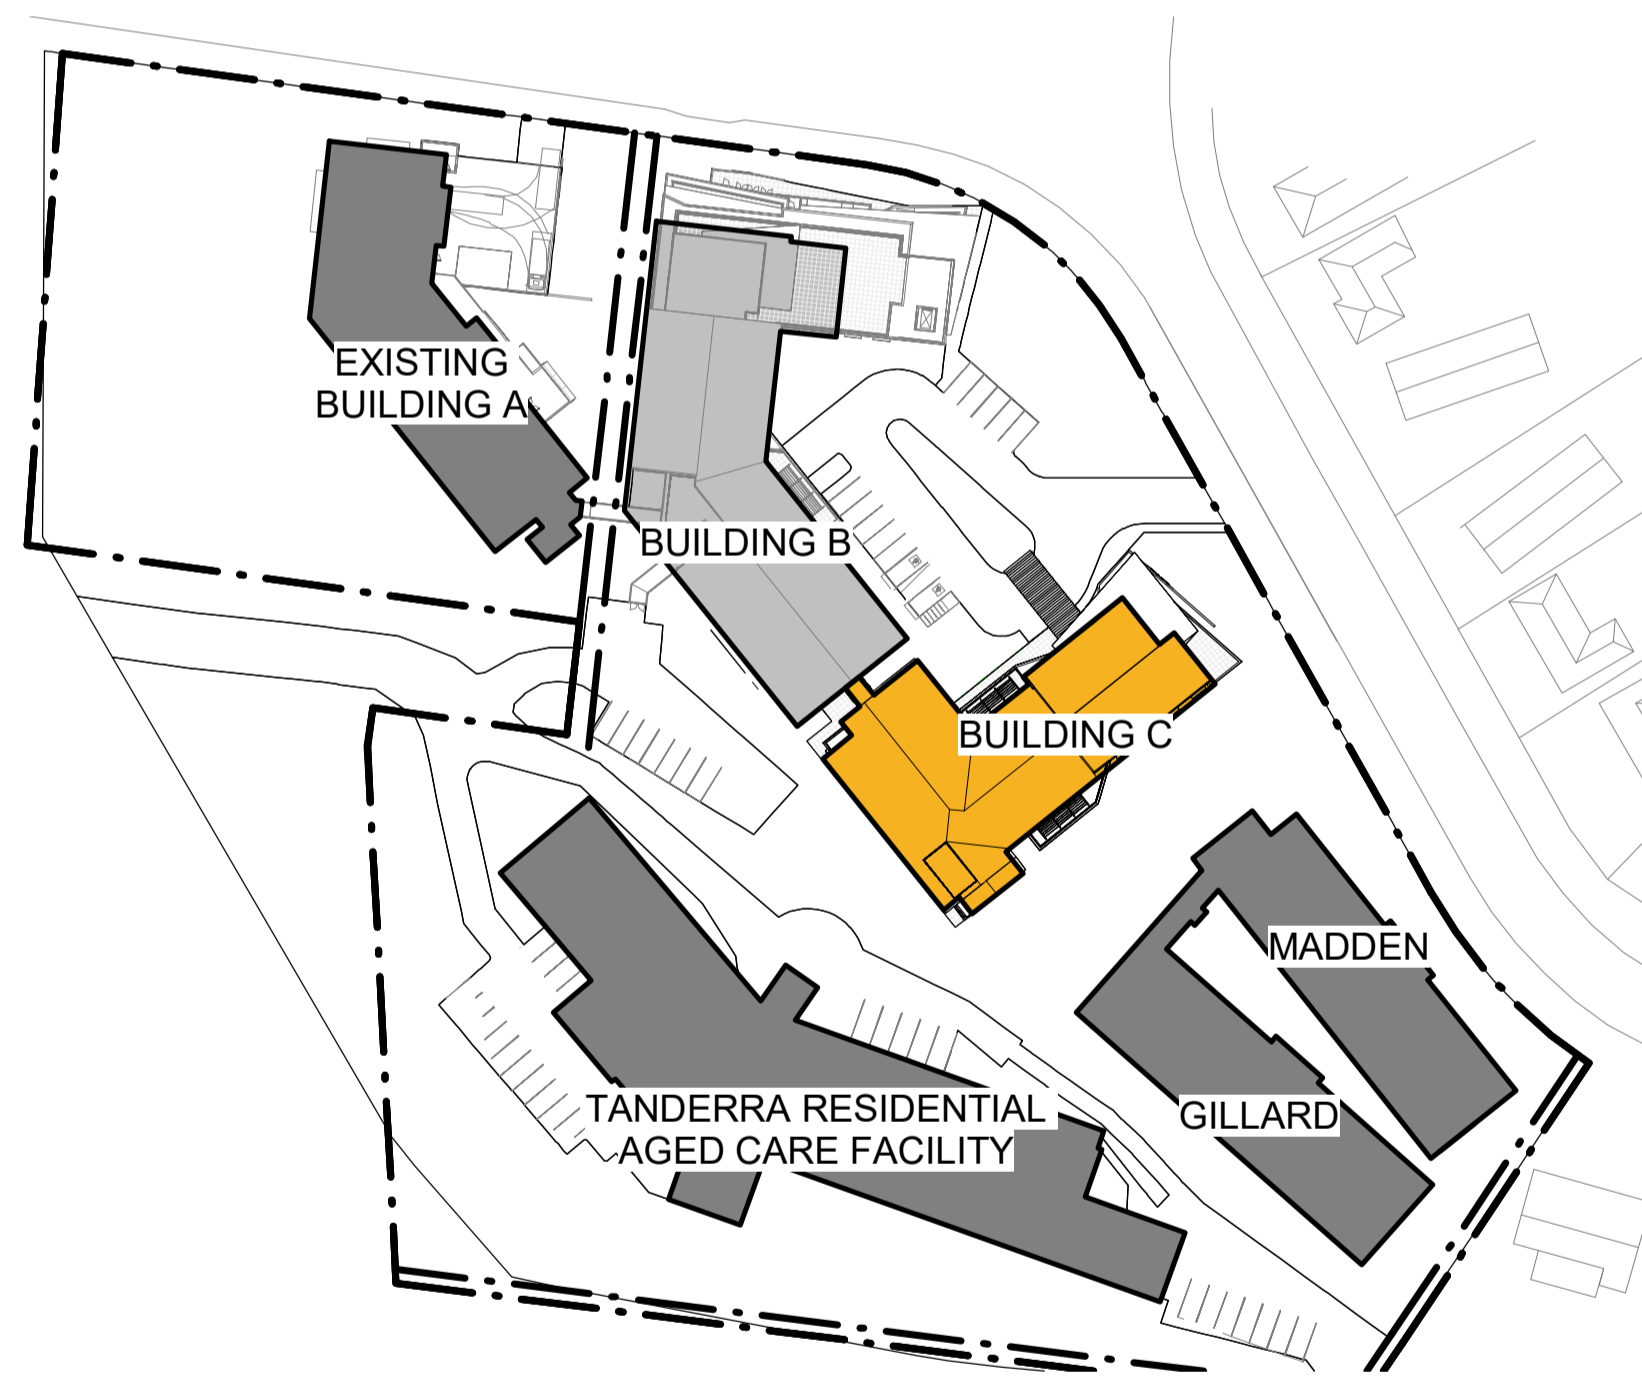 EXISTING
BUILDING A
BUILDING B
BUILDING C
MADDEN
GILLARD
TANDERRA RESIDENTIAL
AGED CARE FACILITY